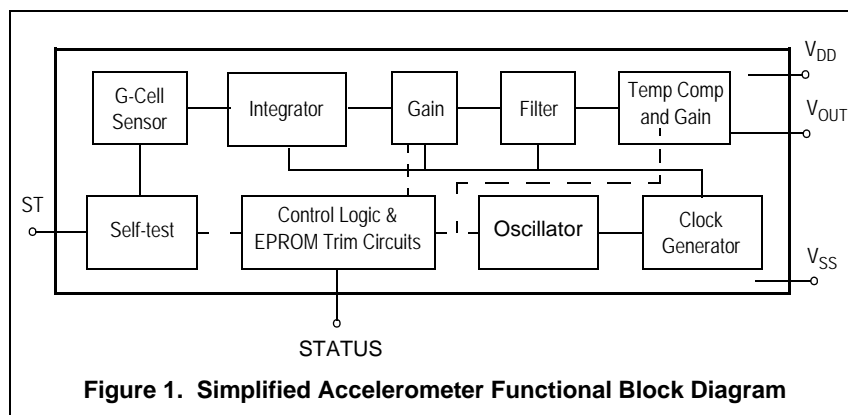 V_DD
G-Cell
Sensor
Integrator
Gain
Filter
Temp Comp
and Gain
V_OUT
ST
Self-test
Control Logic &
EPROM Trim Circuits
Oscillator
Clock
Generator
V_SS
STATUS
Figure 1. Simplified Accelerometer Functional Block Diagram